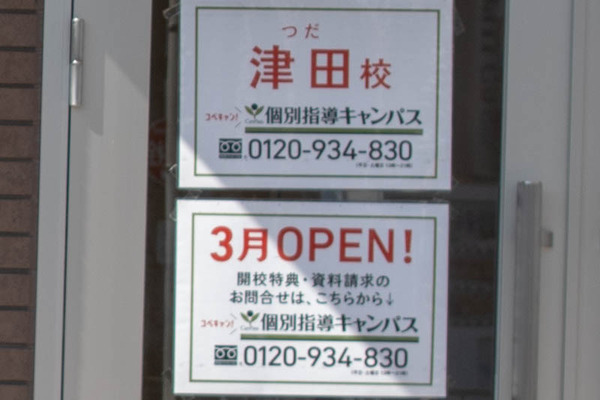 つだ
津田校
コベキャン! 個別指導キャンパス
0120-934-830
3月OPEN!
開校特典・資料請求の
お問合せは、こちらから↓
コベキャン! 個別指導キャンパス
0120-934-830